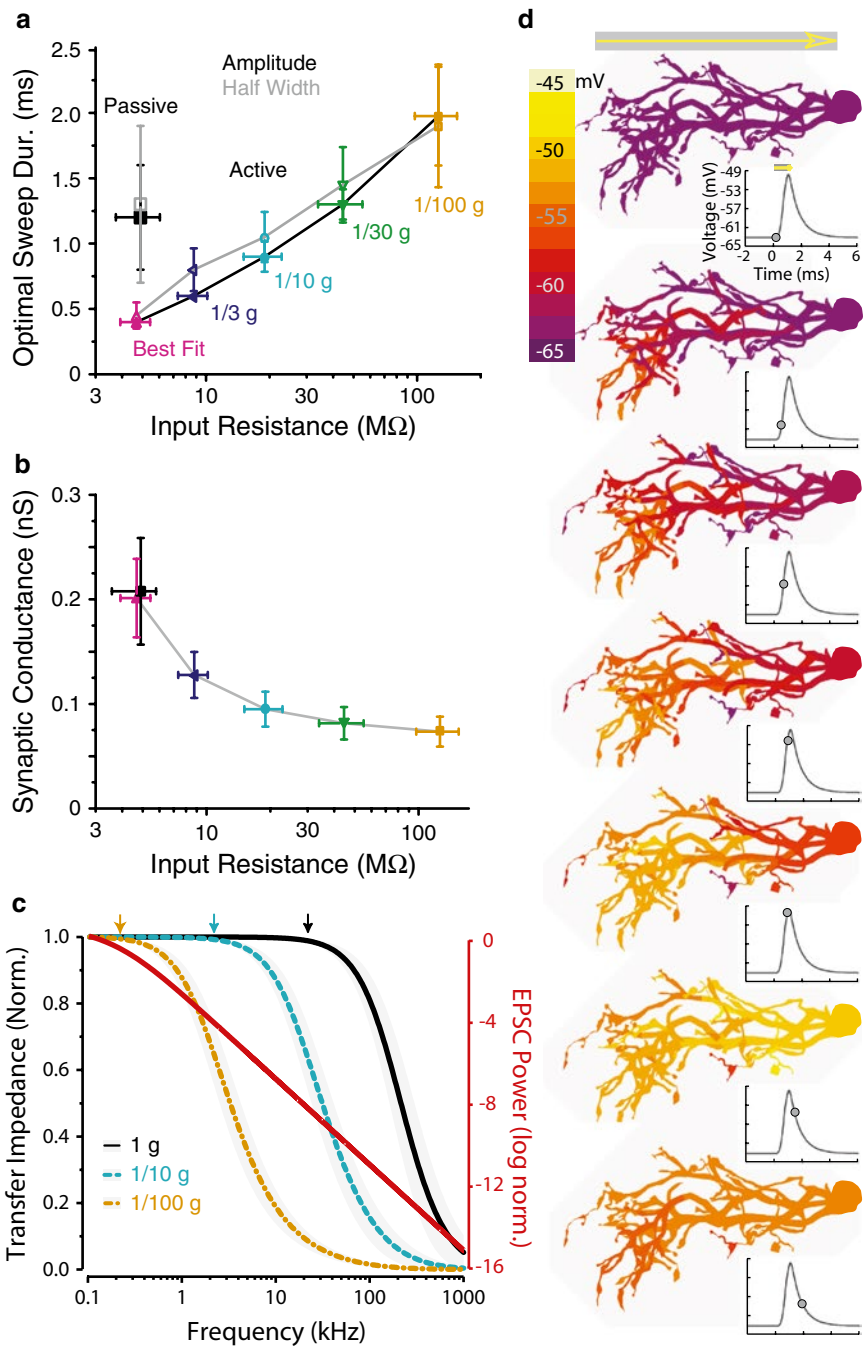 a
Optimal Sweep Dur. (ms)
2.5
2.0
1.5
1.0
0.5
0
Amplitude
Half Width
Passive
Active
1/100 g
1/30 g
1/10 g
1/3 g
Best Fit
3
10
30
100
Input Resistance (MΩ)
b
Synaptic Conductance (nS)
0.3
0.2
0.1
0
3
10
30
100
Input Resistance (MΩ)
c
Transfer Impedance (Norm.)
1.0
0.8
0.6
0.4
0.2
0.0
1 g
1/10 g
1/100 g
0
-4
-8
-12
-16
EPSC Power (log norm.)
0.1
1
10
100
1000
Frequency (kHz)
d
-45 mV
-50
-55
-60
-65
Voltage (mV)
-49
-53
-57
-61
-65
-2 0 2 4 6
Time (ms)